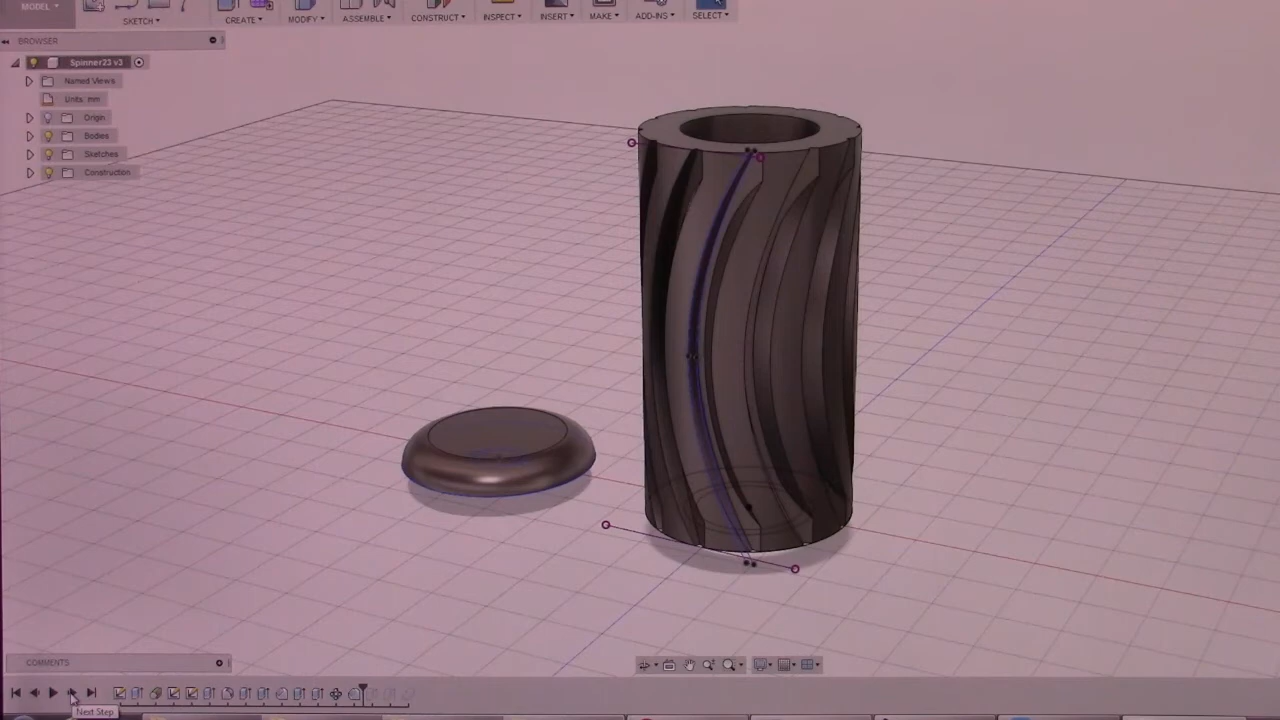 MODEL
SKETCH
CREATE
MODIFY
ASSEMBLE
CONSTRUCT
INSPECT
INSERT
MAKE
ADD-INS
SELECT
BROWSER
Spinner23 v3
Named Views
Units: mm
Origin
Bodies
Sketches
Construction
COMMENTS
Next Step